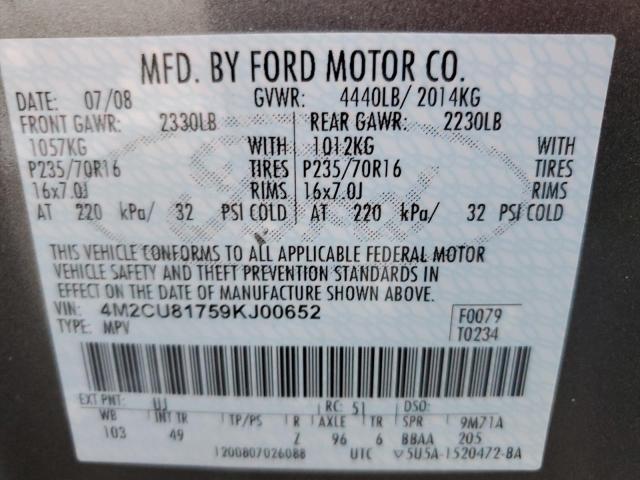 MFD. BY FORD MOTOR CO.
DATE: 07/08 GVWR: 4440LB/ 2014KG
FRONT GAWR: 2330LB REAR GAWR: 2230LB
1057KG WITH 1012KG WITH
P235/70R16 TIRES P235/70R16 TIRES
16x7.0J RIMS 16x7.0J RIMS
AT 220 kPa/ 32 PSI COLD AT 220 kPa/ 32 PSI COLD
THIS VEHICLE CONFORMS TO ALL APPLICABLE FEDERAL MOTOR
VEHICLE SAFETY AND THEFT PREVENTION STANDARDS IN
EFFECT ON THE DATE OF MANUFACTURE SHOWN ABOVE.
VIN: 4M2CU81759KJ00652 F0079
TYPE: MPV T0234
EXT PNT: UJ RC: 51 DSO:
WB INT TR TP/PS R AXLE TR SPR 9M71A
103 49 Z 96 6 BBAA 205
1200807026088 UTC ▽5U5A-1520472-BA